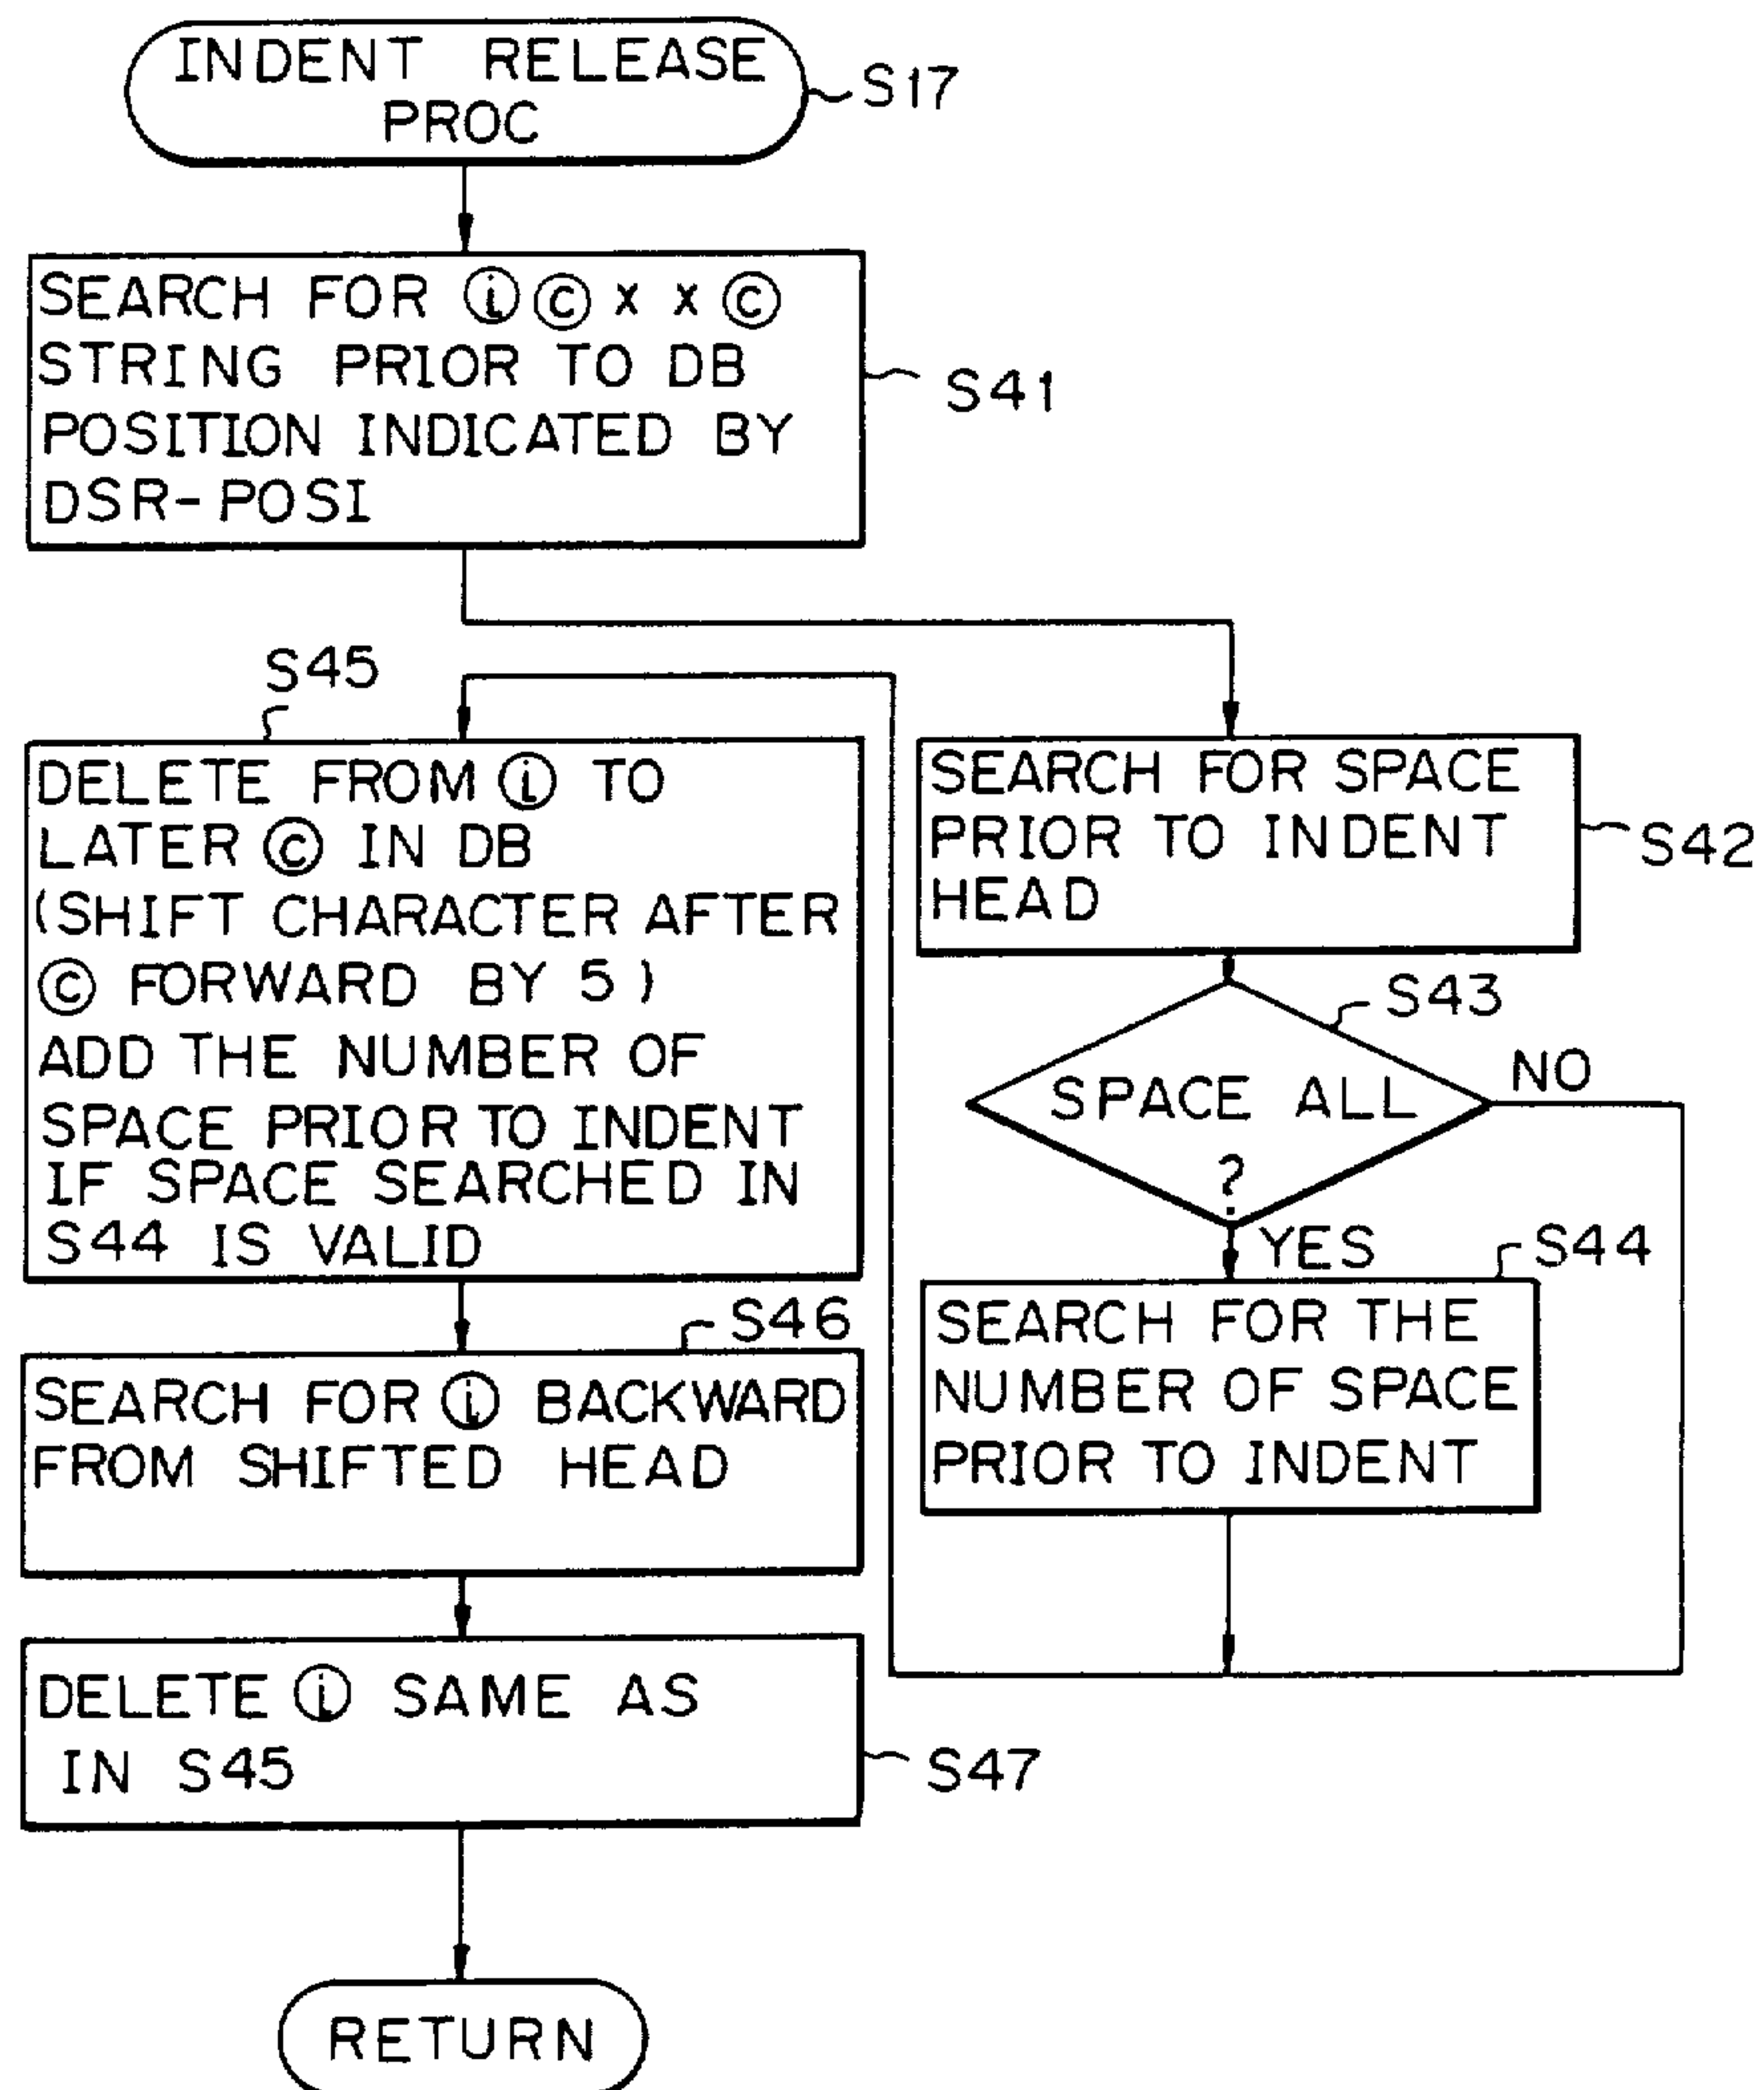 INDENT RELEASE
PROC
S17
SEARCH FOR ⓘ ⓒ x x ⓒ
STRING PRIOR TO DB
POSITION INDICATED BY
DSR-POSI
S41
S45
DELETE FROM ⓘ TO
LATER ⓒ IN DB
(SHIFT CHARACTER AFTER
ⓒ FORWARD BY 5)
ADD THE NUMBER OF
SPACE PRIOR TO INDENT
IF SPACE SEARCHED IN
S44 IS VALID
SEARCH FOR SPACE
PRIOR TO INDENT
HEAD
S42
S43
SPACE ALL
?
NO
YES
S44
SEARCH FOR THE
NUMBER OF SPACE
PRIOR TO INDENT
S46
SEARCH FOR ⓘ BACKWARD
FROM SHIFTED HEAD
DELETE ⓘ SAME AS
IN S45
S47
RETURN